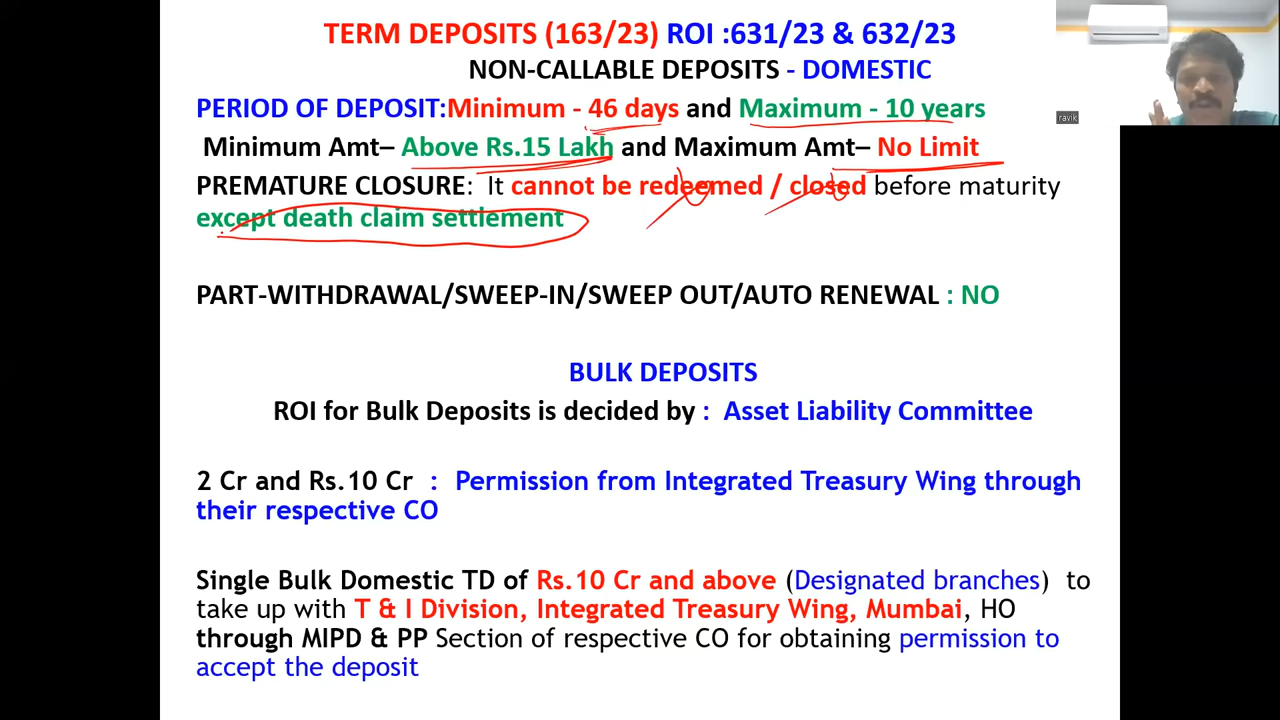 TERM DEPOSITS (163/23) ROI :631/23 & 632/23
NON-CALLABLE DEPOSITS - DOMESTIC
PERIOD OF DEPOSIT:Minimum - 46 days and Maximum - 10 years
Minimum Amt– Above Rs.15 Lakh and Maximum Amt– No Limit
PREMATURE CLOSURE: It cannot be redeemed / closed before maturity
except death claim settlement
PART-WITHDRAWAL/SWEEP-IN/SWEEP OUT/AUTO RENEWAL : NO
BULK DEPOSITS
ROI for Bulk Deposits is decided by : Asset Liability Committee
2 Cr and Rs.10 Cr : Permission from Integrated Treasury Wing through
their respective CO
Single Bulk Domestic TD of Rs.10 Cr and above (Designated branches) to
take up with T & I Division, Integrated Treasury Wing, Mumbai, HO
through MIPD & PP Section of respective CO for obtaining permission to
accept the deposit
ravik